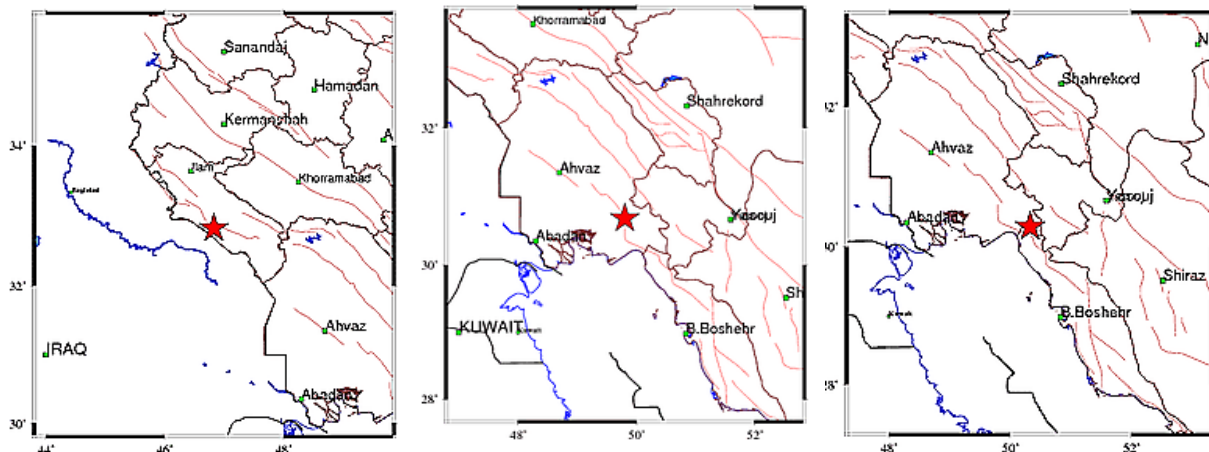 Sanandaj
Hamadan
Kermanshah
34˚
Ilam
Khorramabad
Baghdad
32˚
Ahvaz
IRAQ
Abadan
30˚
44˚ 46˚ 48˚
Khorramabad
Shahrekord
32˚
Ahvaz
Yasouj
Abadan
30˚
Sh
KUWAIT
B.Boshehr
28˚
48˚ 50˚ 52˚
N
Shahrekord
32˚
Ahvaz
Yasouj
Abadan
30˚
Shiraz
B.Boshehr
28˚
48˚ 50˚ 52˚